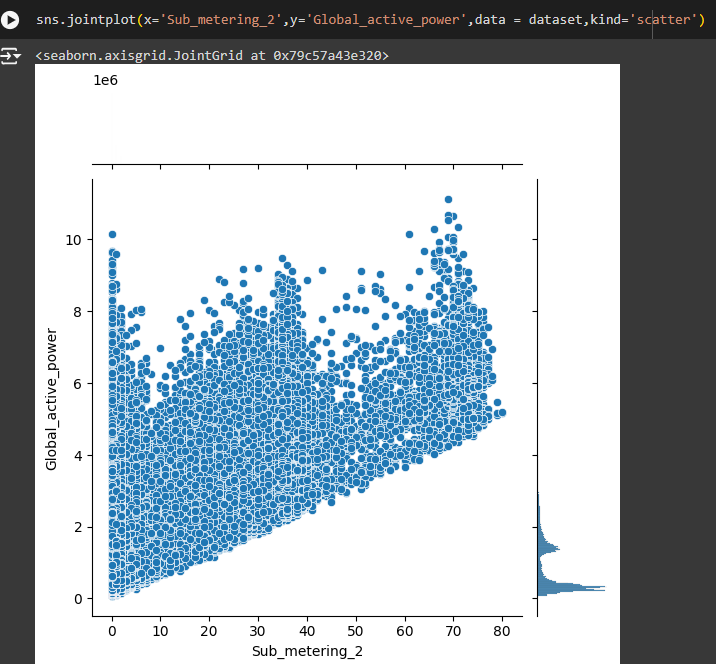 sns.jointplot(x='Sub_metering_2',y='Global_active_power',data = dataset,kind='scatter')
<seaborn.axisgrid.JointGrid at 0x79c57a43e320>
1e6
10
8
6
4
2
0
Global_active_power
0 10 20 30 40 50 60 70 80
Sub_metering_2